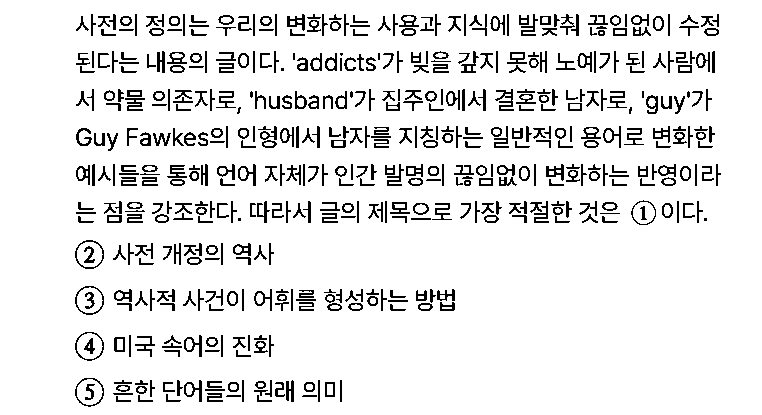 사전의 정의는 우리의 변화하는 사용과 지식에 발맞춰 끊임없이 수정
된다는 내용의 글이다. 'addicts'가 빚을 갚지 못해 노예가 된 사람에
서 약물 의존자로, 'husband'가 집주인에서 결혼한 남자로, 'guy'가
Guy Fawkes의 인형에서 남자를 지칭하는 일반적인 용어로 변화한
예시들을 통해 언어 자체가 인간 발명의 끊임없이 변화하는 반영이라
는 점을 강조한다. 따라서 글의 제목으로 가장 적절한 것은 ①이다.
② 사전 개정의 역사
③ 역사적 사건이 어휘를 형성하는 방법
④ 미국 속어의 진화
⑤ 흔한 단어들의 원래 의미